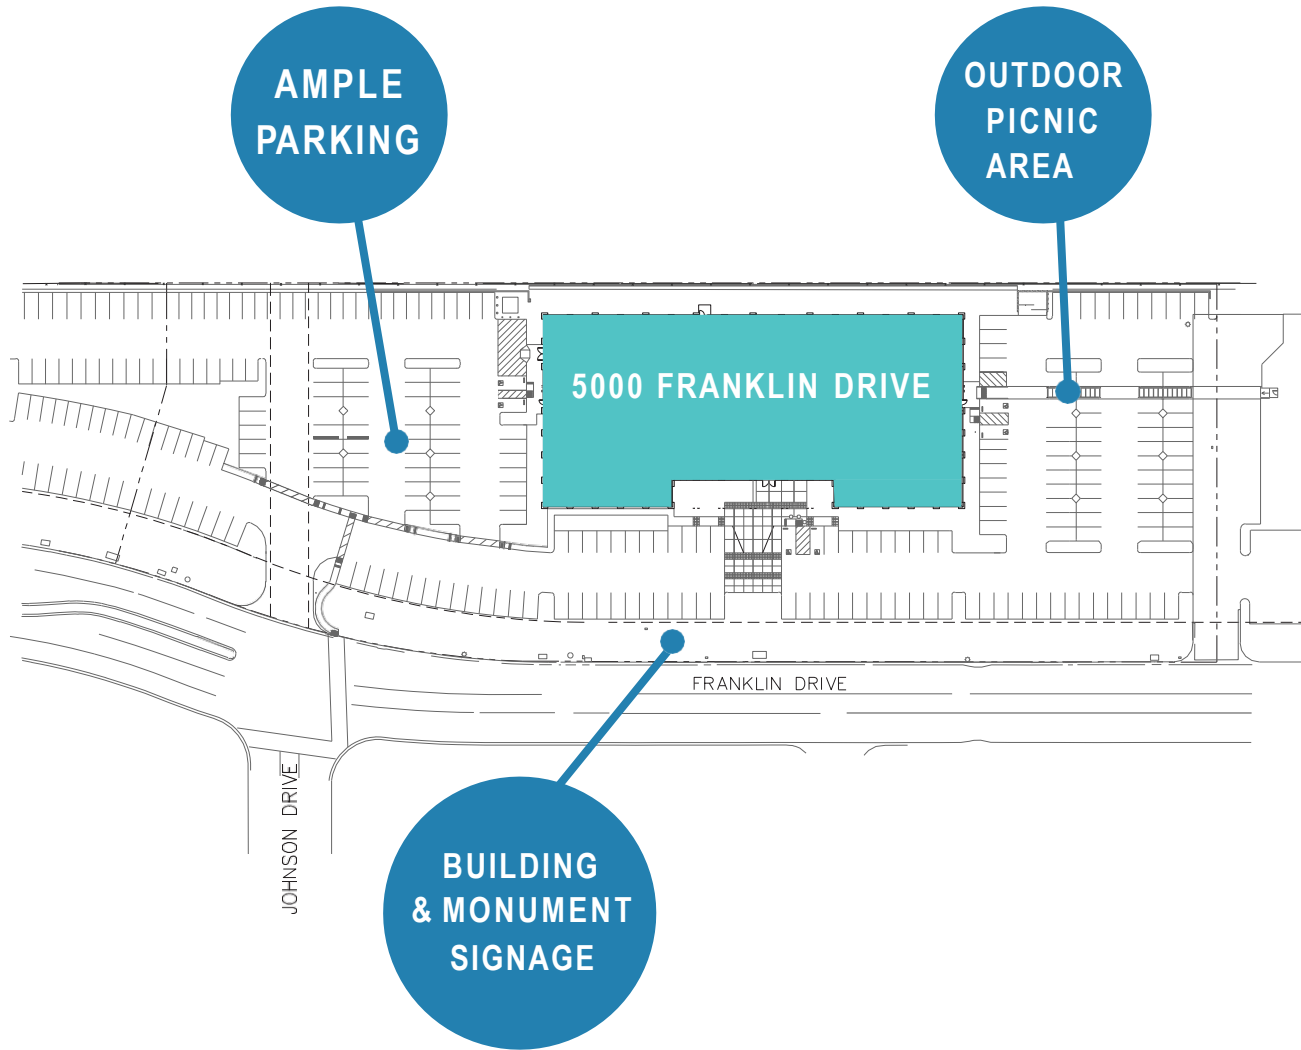 AMPLE
PARKING
OUTDOOR
PICNIC
AREA
5000 FRANKLIN DRIVE
FRANKLIN DRIVE
JOHNSON DRIVE
BUILDING
& MONUMENT
SIGNAGE